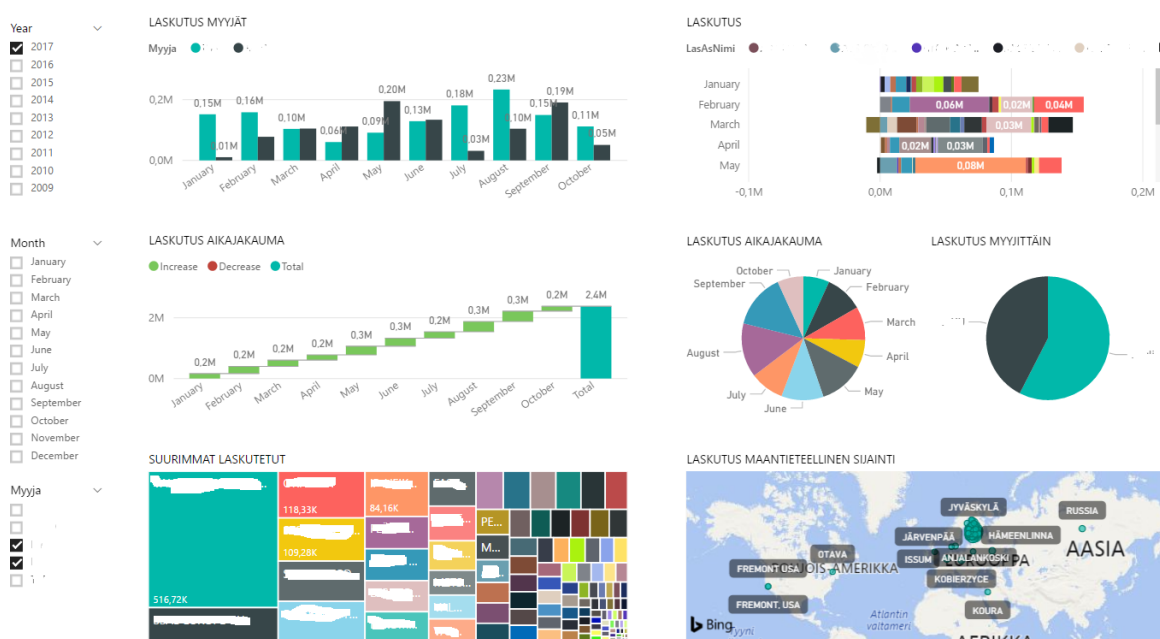 Year
2017
2016
2015
2014
2013
2012
2011
2010
2009
Month
January
February
March
April
May
June
July
August
September
October
November
December
Myyja
LASKUTUS MYYJÄT
Myyja
0,2M
0,0M
0,15M
,01M
0,16M
0,10M
0,06M
0,09M
0,20M
0,13M
0,18M
,03M
0,23M
0,10M
0,15M
0,19M
0,11M
0,05M
January
February
March
April
May
June
July
August
September
October
LASKUTUS
LasAsNimi
January
February
March
April
May
0,06M
0,02M
0,04M
0,03M
0,02M
0,03M
0,08M
-0,1M
0,0M
0,1M
0,2M
LASKUTUS AIKAJAKAUMA
Increase
Decrease
Total
2M
0M
0,2M
0,2M
0,2M
0,2M
0,3M
0,3M
0,2M
0,3M
0,3M
0,2M
2,4M
January
February
March
April
May
June
July
August
September
October
Total
LASKUTUS AIKAJAKAUMA
October
January
September
February
March
August
April
July
May
June
LASKUTUS MYYJITTÄIN
SUURIMMAT LASKUTETUT
516,72K
118,33K
109,28K
84,16K
PE...
M...
LASKUTUS MAANTIETEELLINEN SIJAINTI
JYVÄSKYLÄ
RUSSIA
JÄRVENPÄÄ
HÄMEENLINNA
OTAVA
ISSUM
ANJALANKOSKI
AASIA
FREMONT USA
AMERIKKA
KOBIERZYCE
FREMONT, USA
KOURA
Atlantin
valtameri
Bing
Tyyni
AFRIKKA